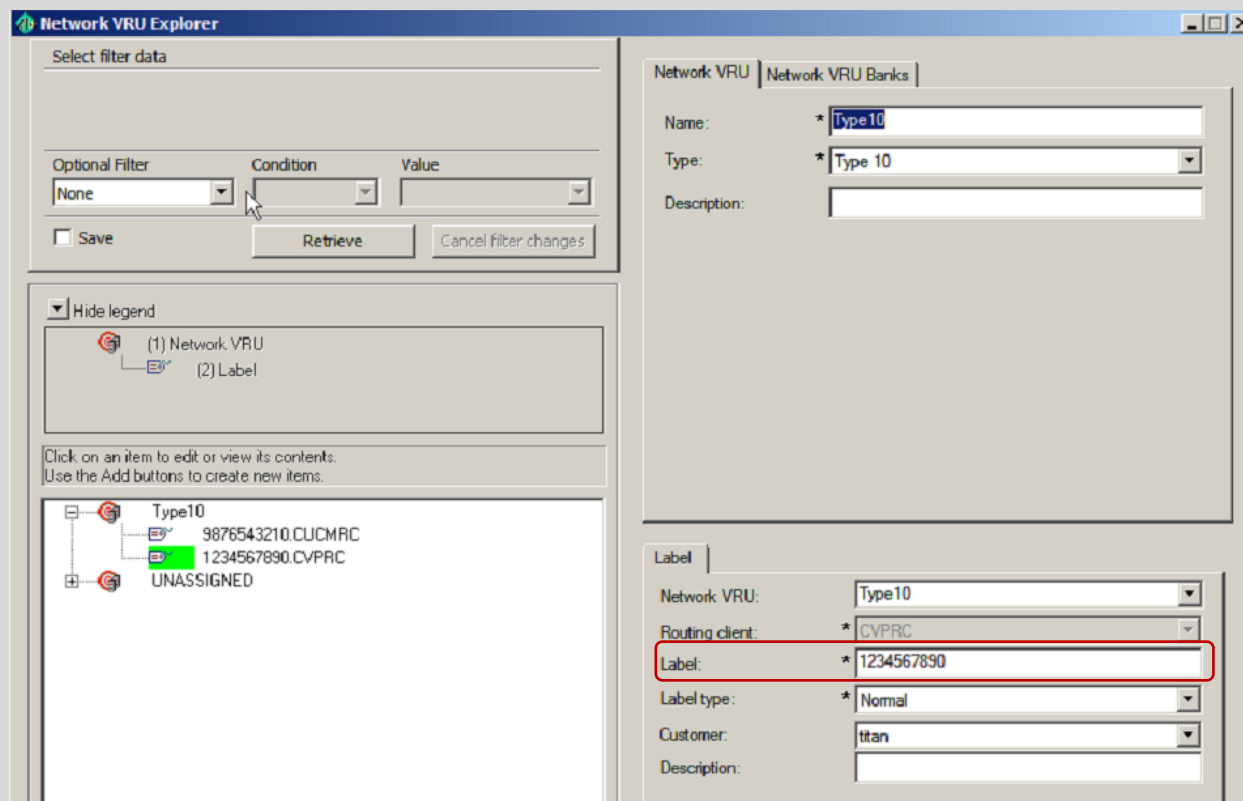 Network VRU Explorer
Select filter data
Optional Filter Condition Value
None
Save Retrieve Cancel filter changes
Hide legend
(1) Network VRU
(2) Label
Click on an item to edit or view its contents.
Use the Add buttons to create new items.
Type10
9876543210.CUCMRC
1234567890.CVPRC
UNASSIGNED
Network VRU Network VRU Banks
Name: * Type10
Type: * Type 10
Description:
Label
Network VRU: Type10
Routing client: * CVPRC
Label: * 1234567890
Label type: * Normal
Customer: titan
Description: